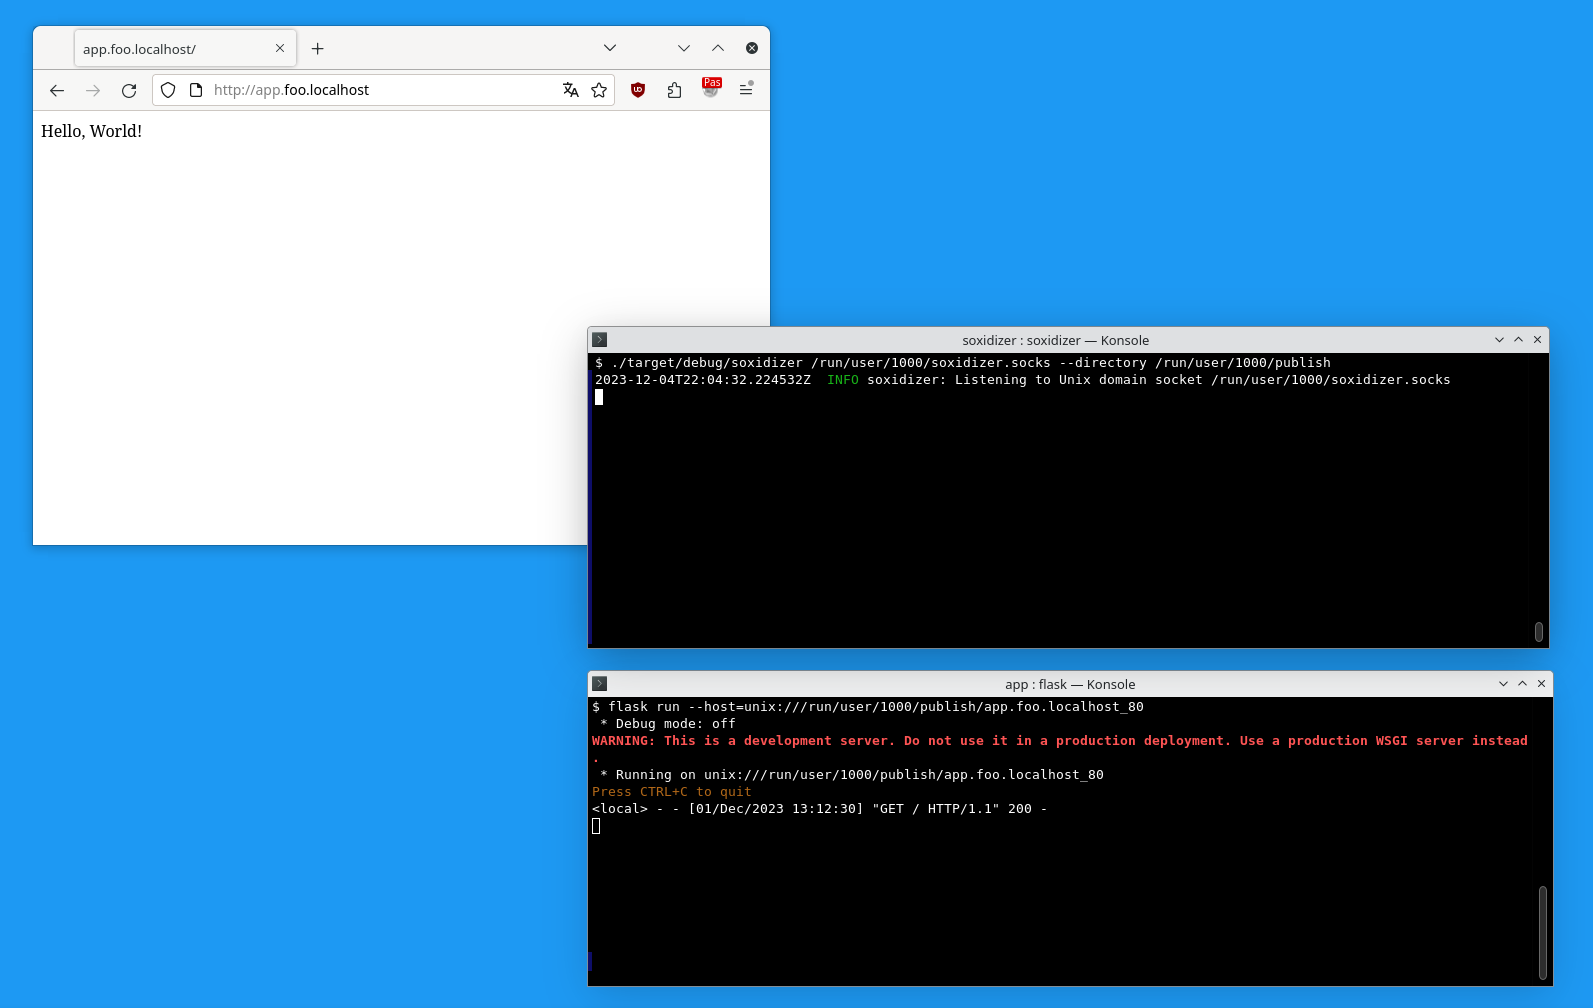 app.foo.localhost/
http://app.foo.localhost
Pas
Hello, World!
soxidizer : soxidizer — Konsole
$ ./target/debug/soxidizer /run/user/1000/soxidizer.socks --directory /run/user/1000/publish
2023-12-04T22:04:32.224532Z  INFO soxidizer: Listening to Unix domain socket /run/user/1000/soxidizer.socks
app : flask — Konsole
$ flask run --host=unix:///run/user/1000/publish/app.foo.localhost_80
 * Debug mode: off
WARNING: This is a development server. Do not use it in a production deployment. Use a production WSGI server instead
.
 * Running on unix:///run/user/1000/publish/app.foo.localhost_80
Press CTRL+C to quit
<local> - - [01/Dec/2023 13:12:30] "GET / HTTP/1.1" 200 -